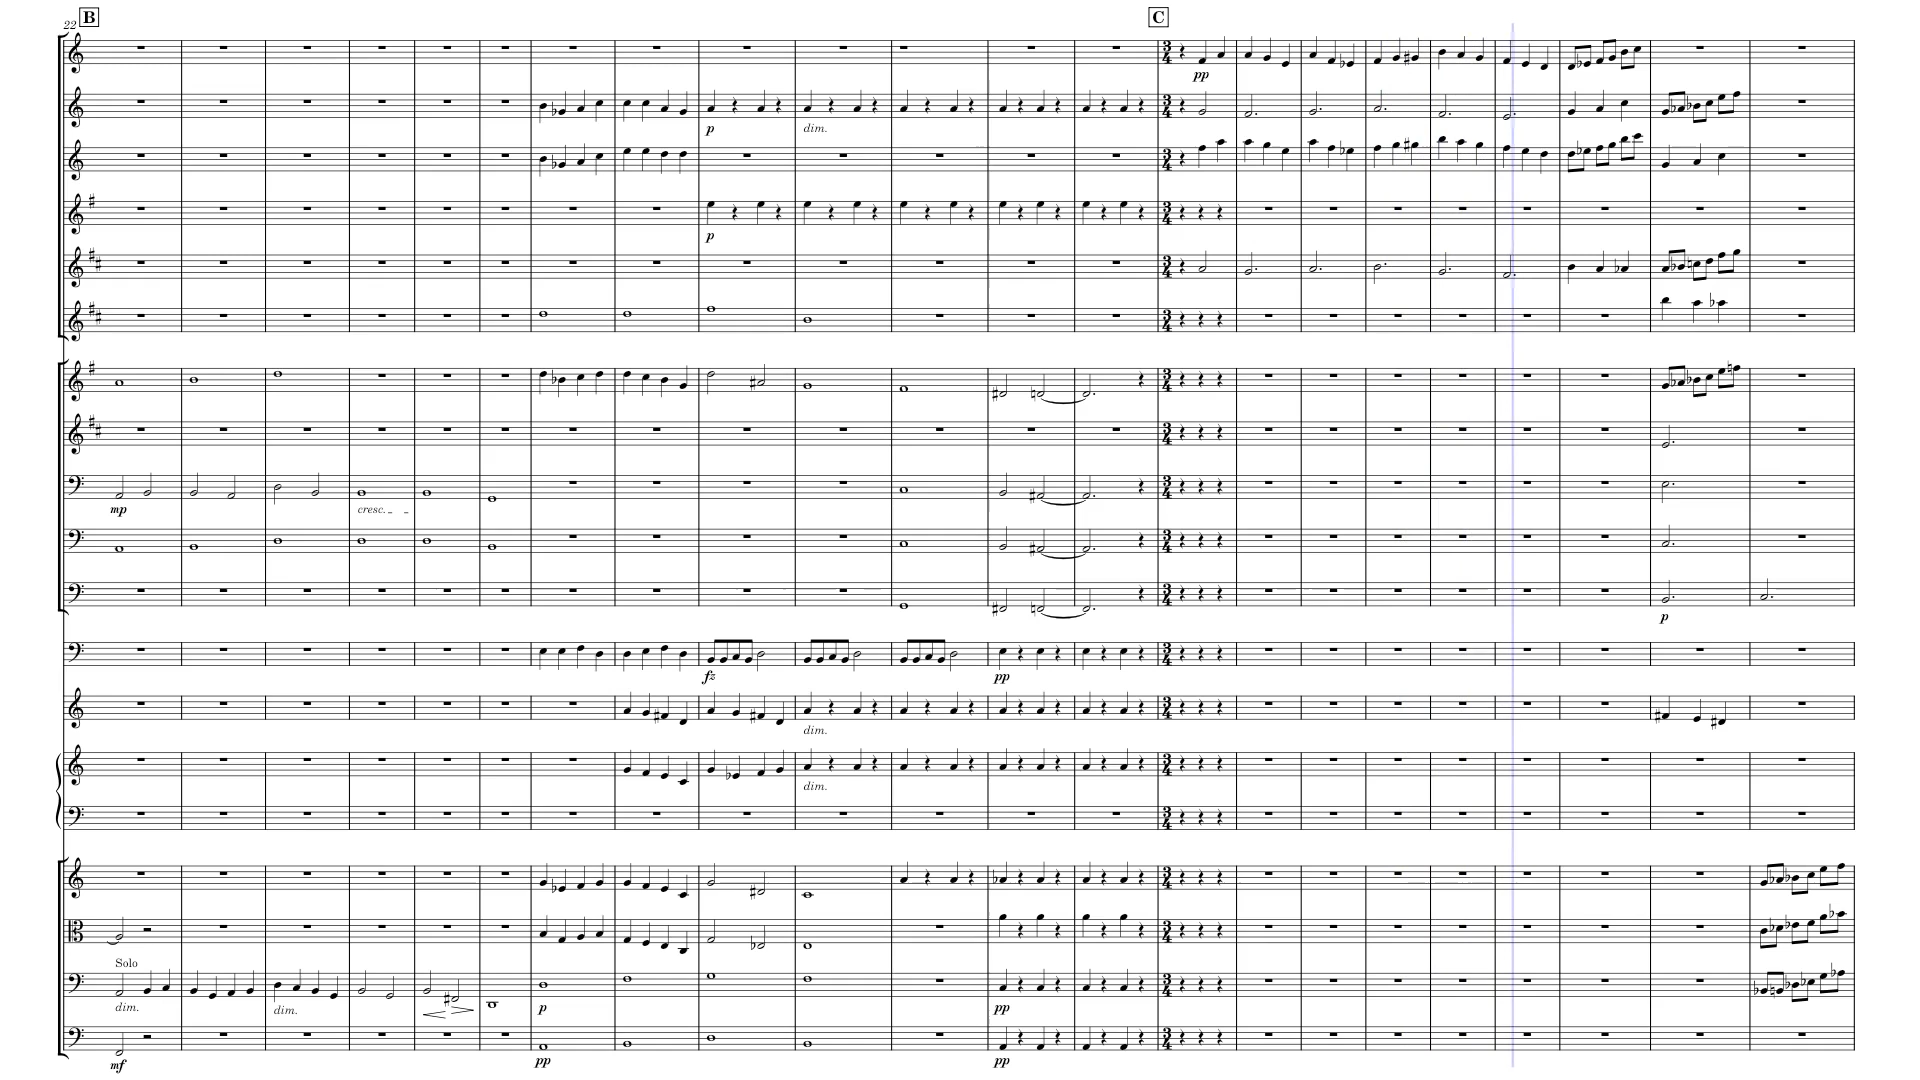 22 B C
pp
p dim.
p
mp cresc.
p
fz pp
dim.
dim.
Solo
dim. dim. p pp
mf pp pp